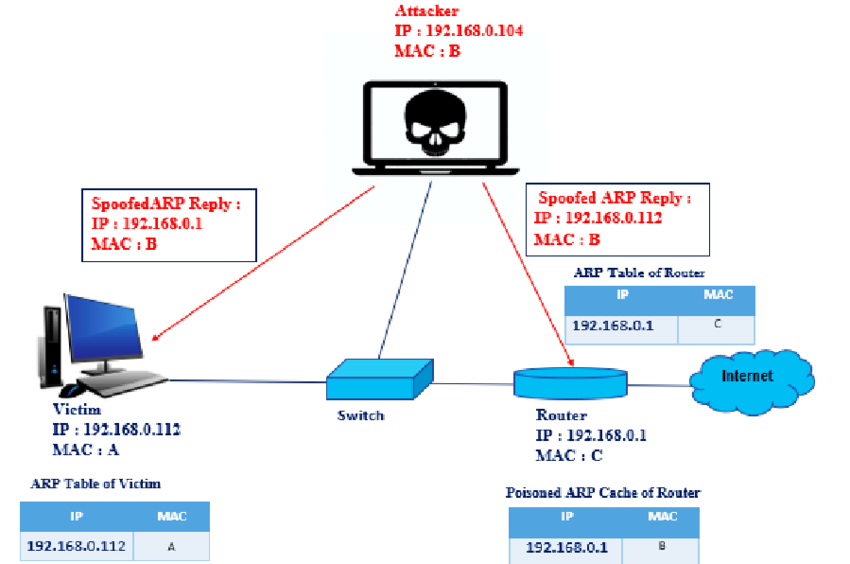 Attacker
IP : 192.168.0.104
MAC : B
SpoofedARP Reply :
IP : 192.168.0.1
MAC : B
Spoofed ARP Reply :
IP : 192.168.0.112
MAC : B
ARP Table of Router
IP MAC
192.168.0.1 C
Internet
Switch
Victim
IP : 192.168.0.112
MAC : A
Router
IP : 192.168.0.1
MAC : C
ARP Table of Victim
IP MAC
192.168.0.112 A
Poisoned ARP Cache of Router
IP MAC
192.168.0.1 B